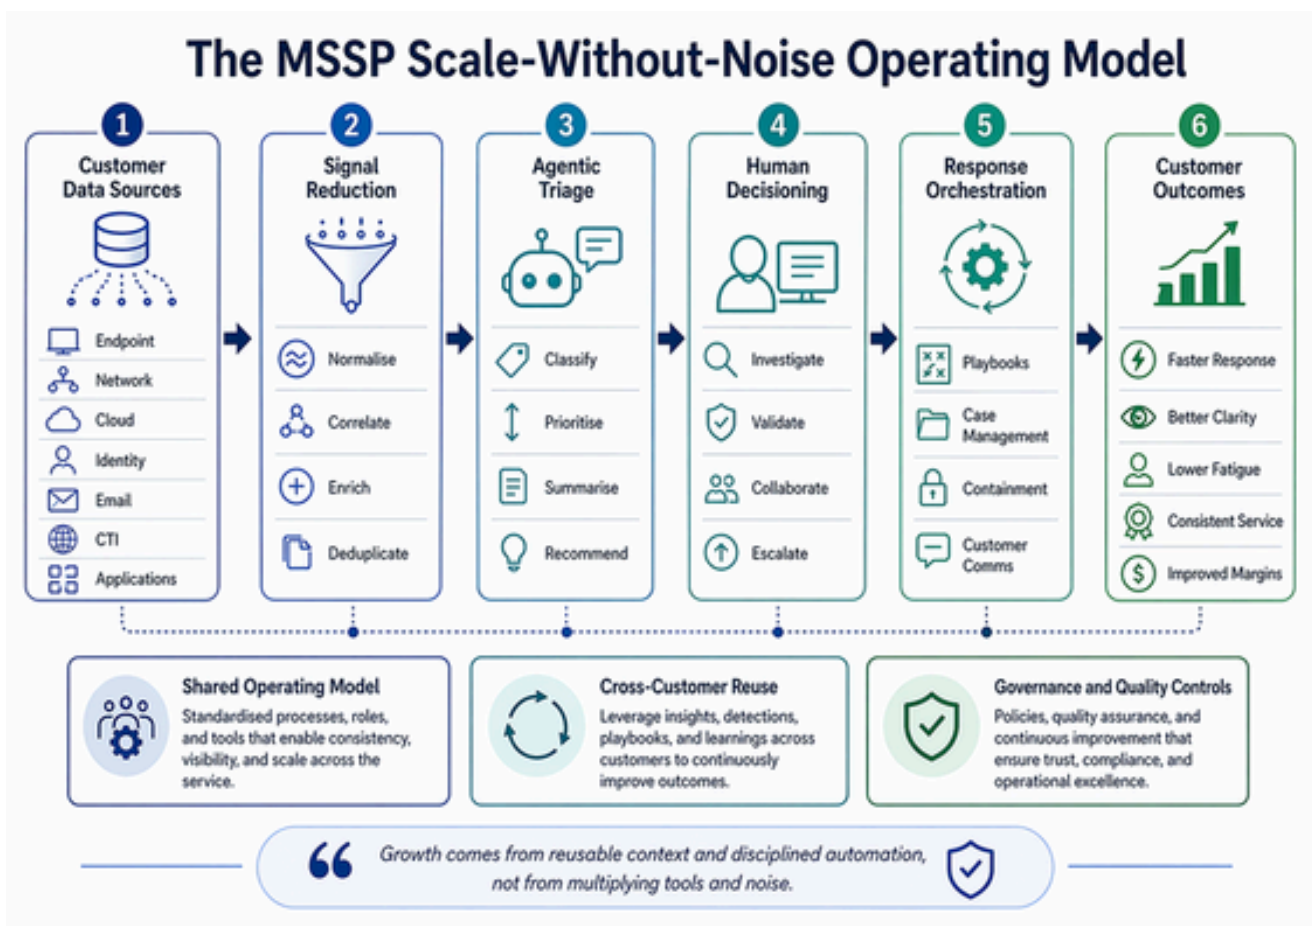 The MSSP Scale-Without-Noise Operating Model
1
Customer
Data Sources
Endpoint
Network
Cloud
Identity
Email
CTI
Applications
2
Signal
Reduction
Normalise
Correlate
Enrich
Deduplicate
3
Agentic
Triage
Classify
Prioritise
Summarise
Recommend
4
Human
Decisioning
Investigate
Validate
Collaborate
Escalate
5
Response
Orchestration
Playbooks
Case
Management
Containment
Customer
Comms
6
Customer
Outcomes
Faster Response
Better Clarity
Lower Fatigue
Consistent Service
$
Improved Margins
Shared Operating Model
Standardised processes, roles,
and tools that enable consistency,
visibility, and scale across the
service.
Cross-Customer Reuse
Leverage insights, detections,
playbooks, and learnings across
customers to continuously
improve outcomes.
Governance and Quality Controls
Policies, quality assurance, and
continuous improvement that
ensure trust, compliance, and
operational excellence.
“ Growth comes from reusable context and disciplined automation,
not from multiplying tools and noise.